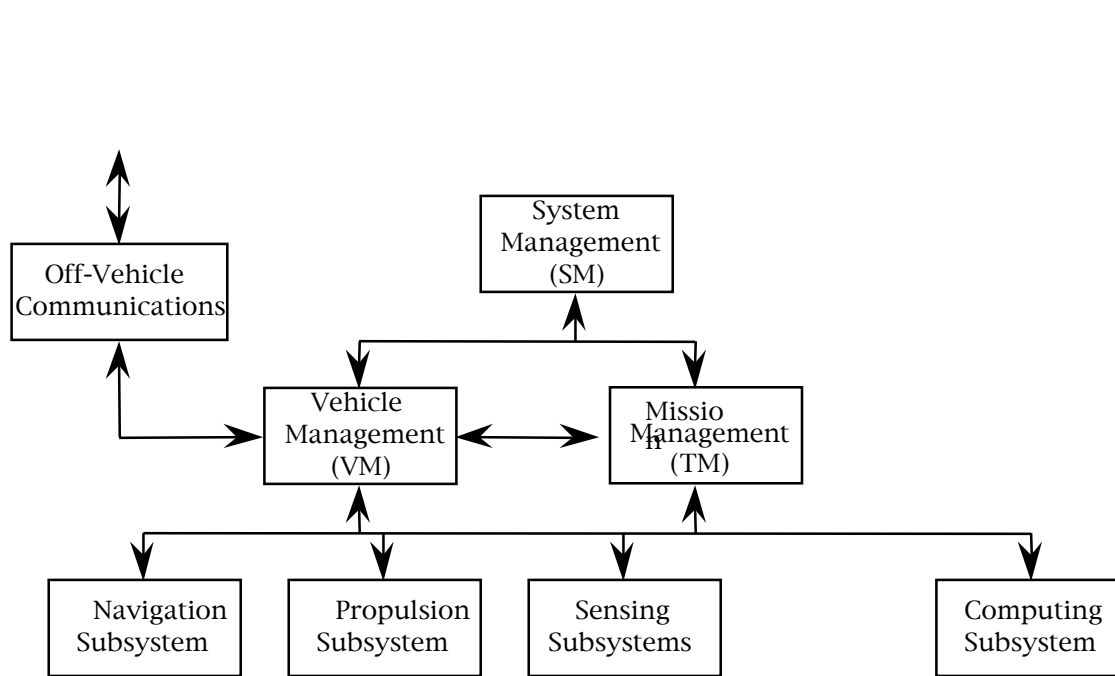 System
Management
(SM)
Off-Vehicle
Communications
Vehicle
Management
(VM)
Missio
n
Management
(TM)
Navigation
Subsystem
Propulsion
Subsystem
Sensing
Subsystems
Computing
Subsystem